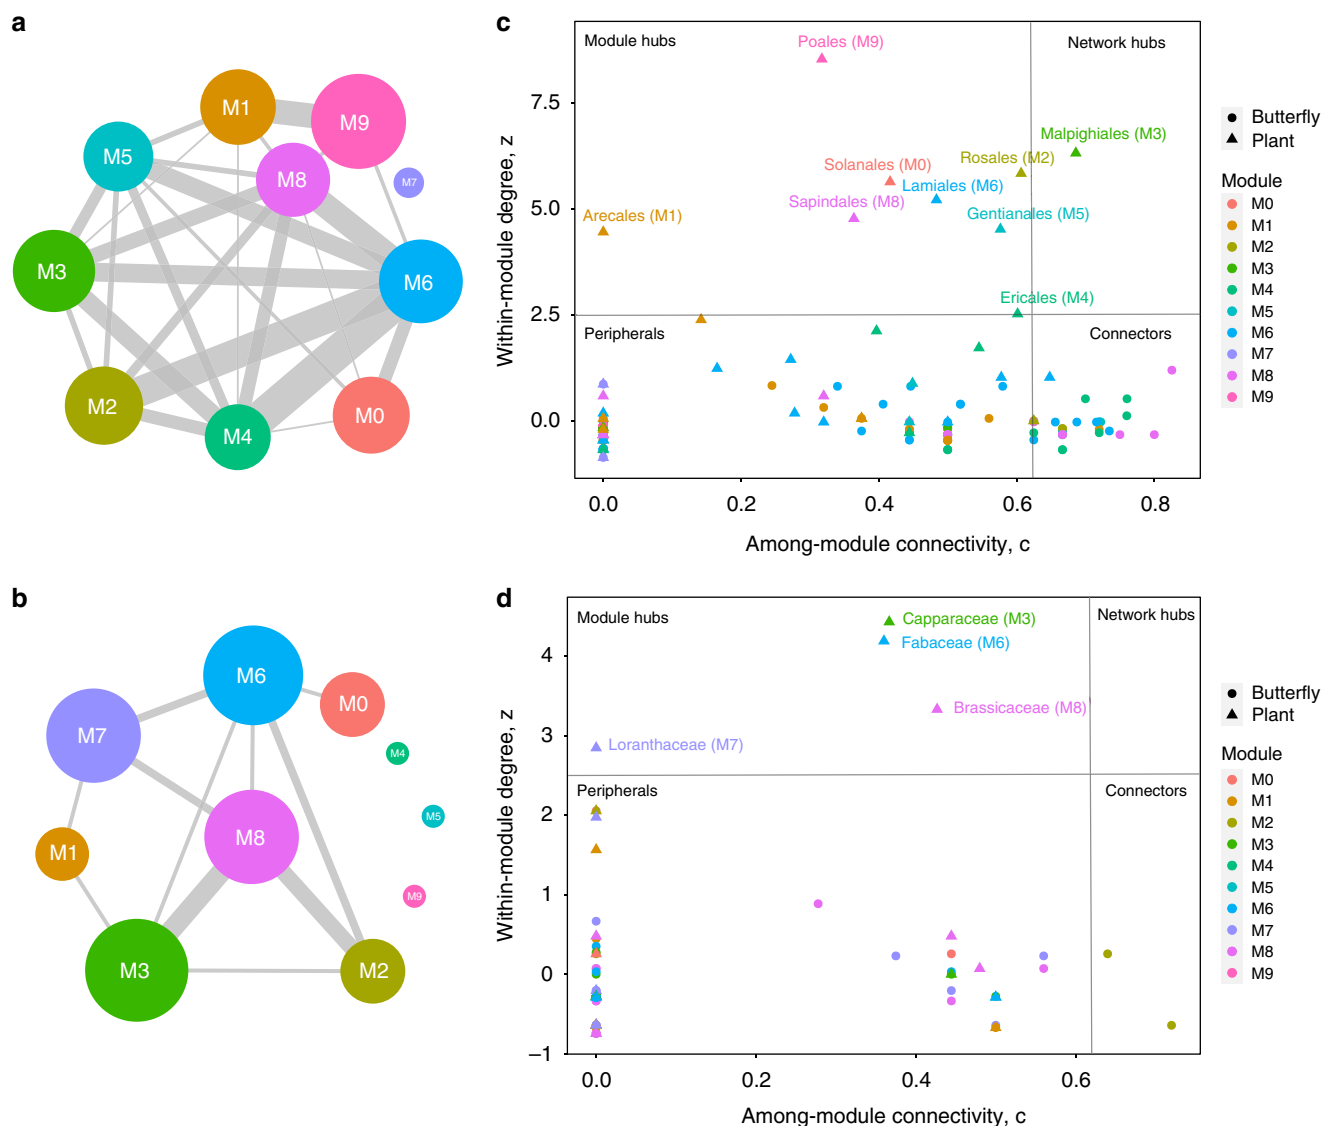 a
M1
M9
M5
M8
M7
M3
M6
M2
M4
M0
c
Module hubs
Network hubs
Poales (M9)
Malpighiales (M3)
Rosales (M2)
Solanales (M0)
Lamiales (M6)
Sapindales (M8)
Gentianales (M5)
Arecales (M1)
Ericales (M4)
Peripherals
Connectors
7.5
5.0
2.5
0.0
Within-module degree, z
0.0
0.2
0.4
0.6
0.8
Among-module connectivity, c
Butterfly
Plant
Module
M0
M1
M2
M3
M4
M5
M6
M7
M8
M9
b
M6
M0
M7
M4
M5
M8
M1
M9
M3
M2
d
Module hubs
Network hubs
Capparaceae (M3)
Fabaceae (M6)
Brassicaceae (M8)
Loranthaceae (M7)
Peripherals
Connectors
4
3
2
1
0
−1
Within-module degree, z
0.0
0.2
0.4
0.6
Among-module connectivity, c
Butterfly
Plant
Module
M0
M1
M2
M3
M4
M5
M6
M7
M8
M9